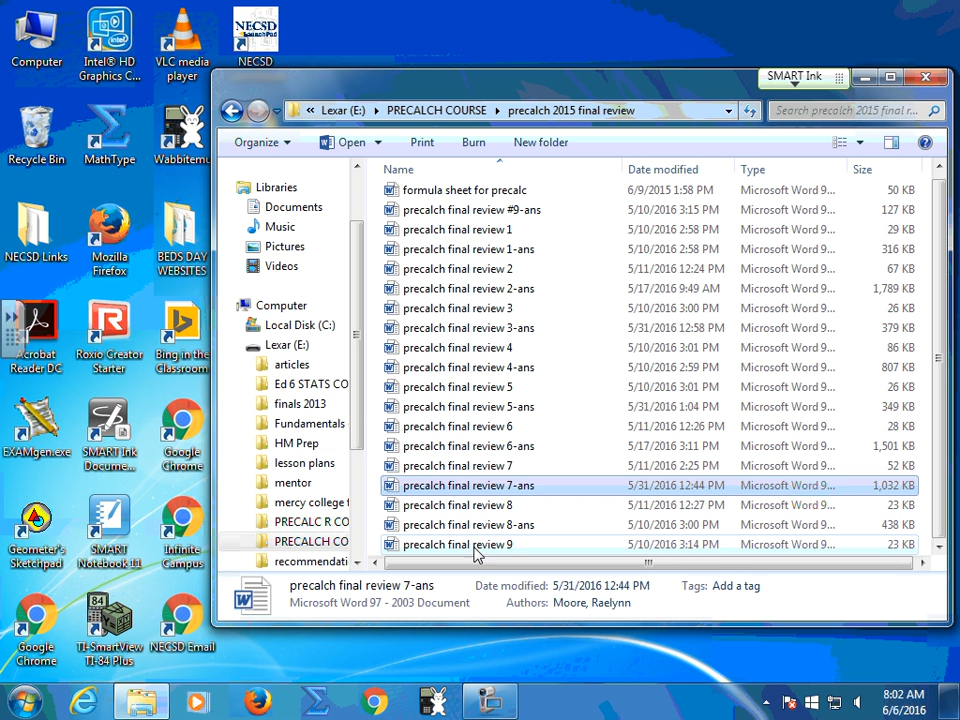 Computer
Intel® HD
Graphics C...
VLC media
player
NECSD
LaunchPad
NECSD
Recycle Bin
MathType
Wabbitemu
NECSD Links
Mozilla
Firefox
BEDS DAY
WEBSITES
Acrobat
Reader DC
Roxio Creator
Starter
Bing in the
Classroom
EXAMgen.exe
SMART Ink
Docume...
Google
Chrome
Geometer's
Sketchpad
SMART
Notebook 11
Infinite
Campus
Google
Chrome
84
TI-SmartView
TI-84 Plus
NECSD Email
SMART Ink
« Lexar (E:) PRECALCH COURSE precalch 2015 final review
Search precalch 2015 final r...
Organize Open Print Burn New folder
Libraries
Documents
Music
Pictures
Videos
Computer
Local Disk (C:)
Lexar (E:)
articles
Ed 6 STATS CO
finals 2013
Fundamentals
HM Prep
lesson plans
mentor
mercy college f
PRECALC R CO
PRECALCH CO
recommendati
Name Date modified Type Size
formula sheet for precalc 6/9/2015 1:58 PM Microsoft Word 9... 50 KB
precalch final review #9-ans 5/10/2016 3:15 PM Microsoft Word 9... 127 KB
precalch final review 1 5/10/2016 2:58 PM Microsoft Word 9... 29 KB
precalch final review 1-ans 5/10/2016 2:58 PM Microsoft Word 9... 316 KB
precalch final review 2 5/11/2016 12:24 PM Microsoft Word 9... 67 KB
precalch final review 2-ans 5/17/2016 9:49 AM Microsoft Word 9... 1,789 KB
precalch final review 3 5/10/2016 3:00 PM Microsoft Word 9... 26 KB
precalch final review 3-ans 5/31/2016 12:58 PM Microsoft Word 9... 379 KB
precalch final review 4 5/10/2016 3:01 PM Microsoft Word 9... 86 KB
precalch final review 4-ans 5/10/2016 2:59 PM Microsoft Word 9... 807 KB
precalch final review 5 5/10/2016 3:01 PM Microsoft Word 9... 26 KB
precalch final review 5-ans 5/31/2016 1:04 PM Microsoft Word 9... 349 KB
precalch final review 6 5/11/2016 12:26 PM Microsoft Word 9... 28 KB
precalch final review 6-ans 5/17/2016 3:11 PM Microsoft Word 9... 1,501 KB
precalch final review 7 5/11/2016 2:25 PM Microsoft Word 9... 52 KB
precalch final review 7-ans 5/31/2016 12:44 PM Microsoft Word 9... 1,032 KB
precalch final review 8 5/11/2016 12:27 PM Microsoft Word 9... 23 KB
precalch final review 8-ans 5/10/2016 3:00 PM Microsoft Word 9... 438 KB
precalch final review 9 5/10/2016 3:14 PM Microsoft Word 9... 23 KB
precalch final review 7-ans Date modified: 5/31/2016 12:44 PM Tags: Add a tag
Microsoft Word 97 - 2003 Document Authors: Moore, Raelynn
8:02 AM
6/6/2016